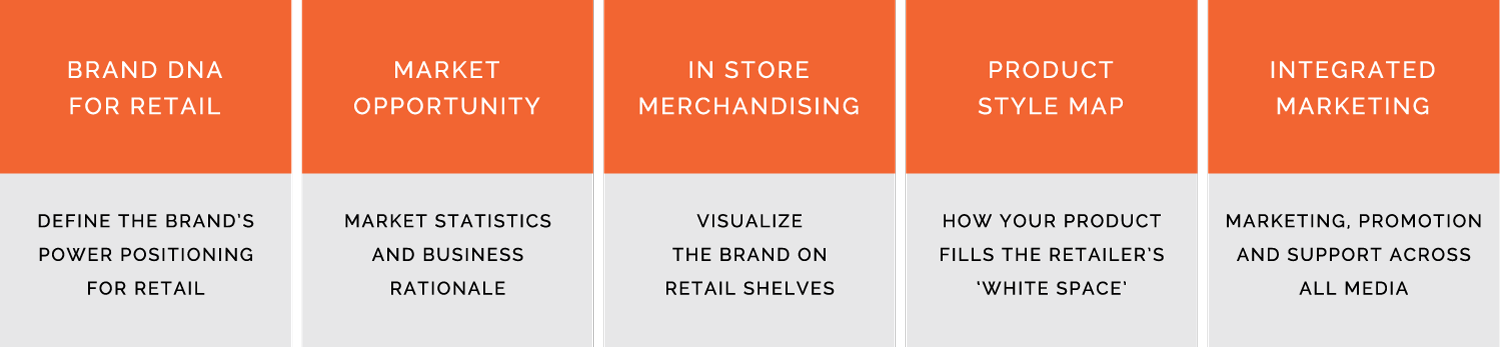 BRAND DNA
FOR RETAIL
DEFINE THE BRAND'S
POWER POSITIONING
FOR RETAIL
MARKET
OPPORTUNITY
MARKET STATISTICS
AND BUSINESS
RATIONALE
IN STORE
MERCHANDISING
VISUALIZE
THE BRAND ON
RETAIL SHELVES
PRODUCT
STYLE MAP
HOW YOUR PRODUCT
FILLS THE RETAILER'S
'WHITE SPACE'
INTEGRATED
MARKETING
MARKETING, PROMOTION
AND SUPPORT ACROSS
ALL MEDIA